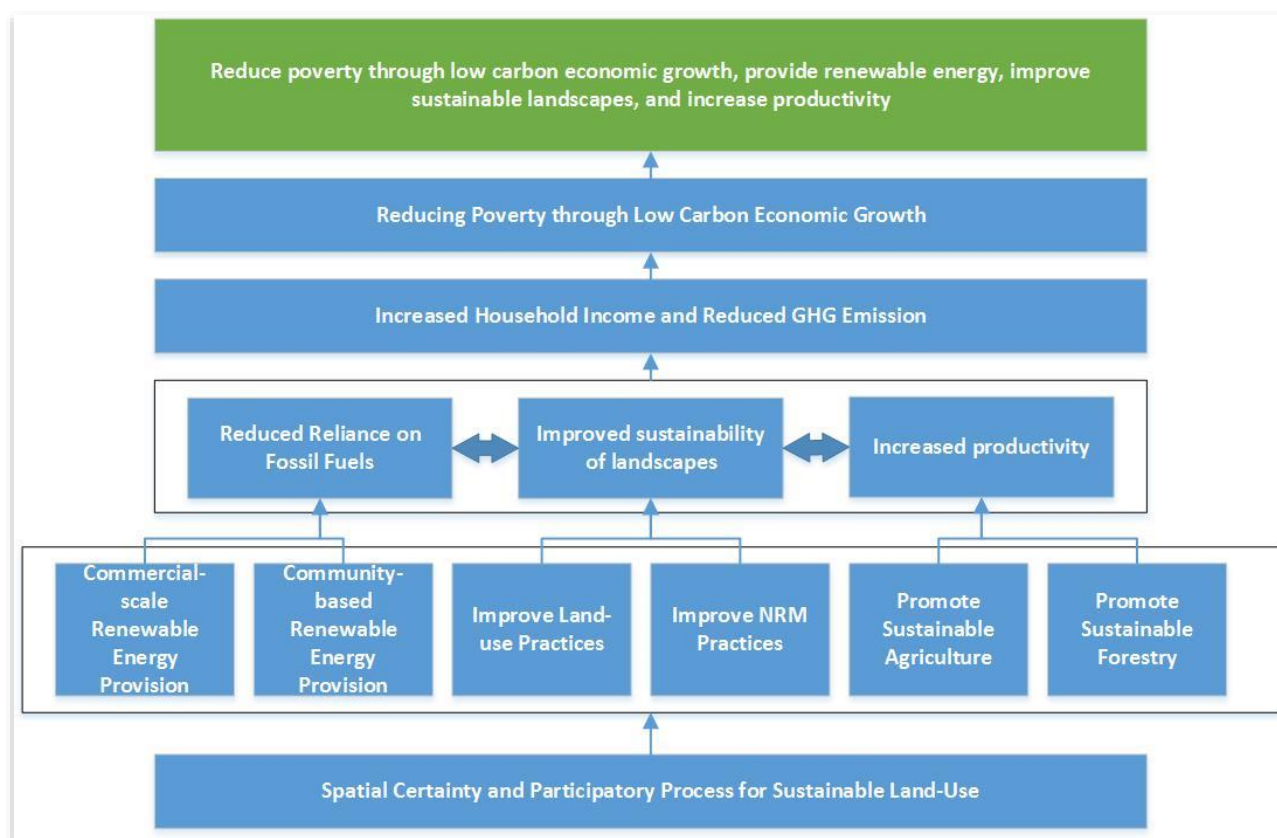 Reduce poverty through low carbon economic growth, provide renewable energy, improve
sustainable landscapes, and increase productivity
Reducing Poverty through Low Carbon Economic Growth
Increased Household Income and Reduced GHG Emission
Reduced Reliance on
Fossil Fuels
Improved sustainability
of landscapes
Increased productivity
Commercial-
scale
Renewable
Energy
Provision
Community-
based
Renewable
Energy
Provision
Improve Land-
use Practices
Improve NRM
Practices
Promote
Sustainable
Agriculture
Promote
Sustainable
Forestry
Spatial Certainty and Participatory Process for Sustainable Land-Use